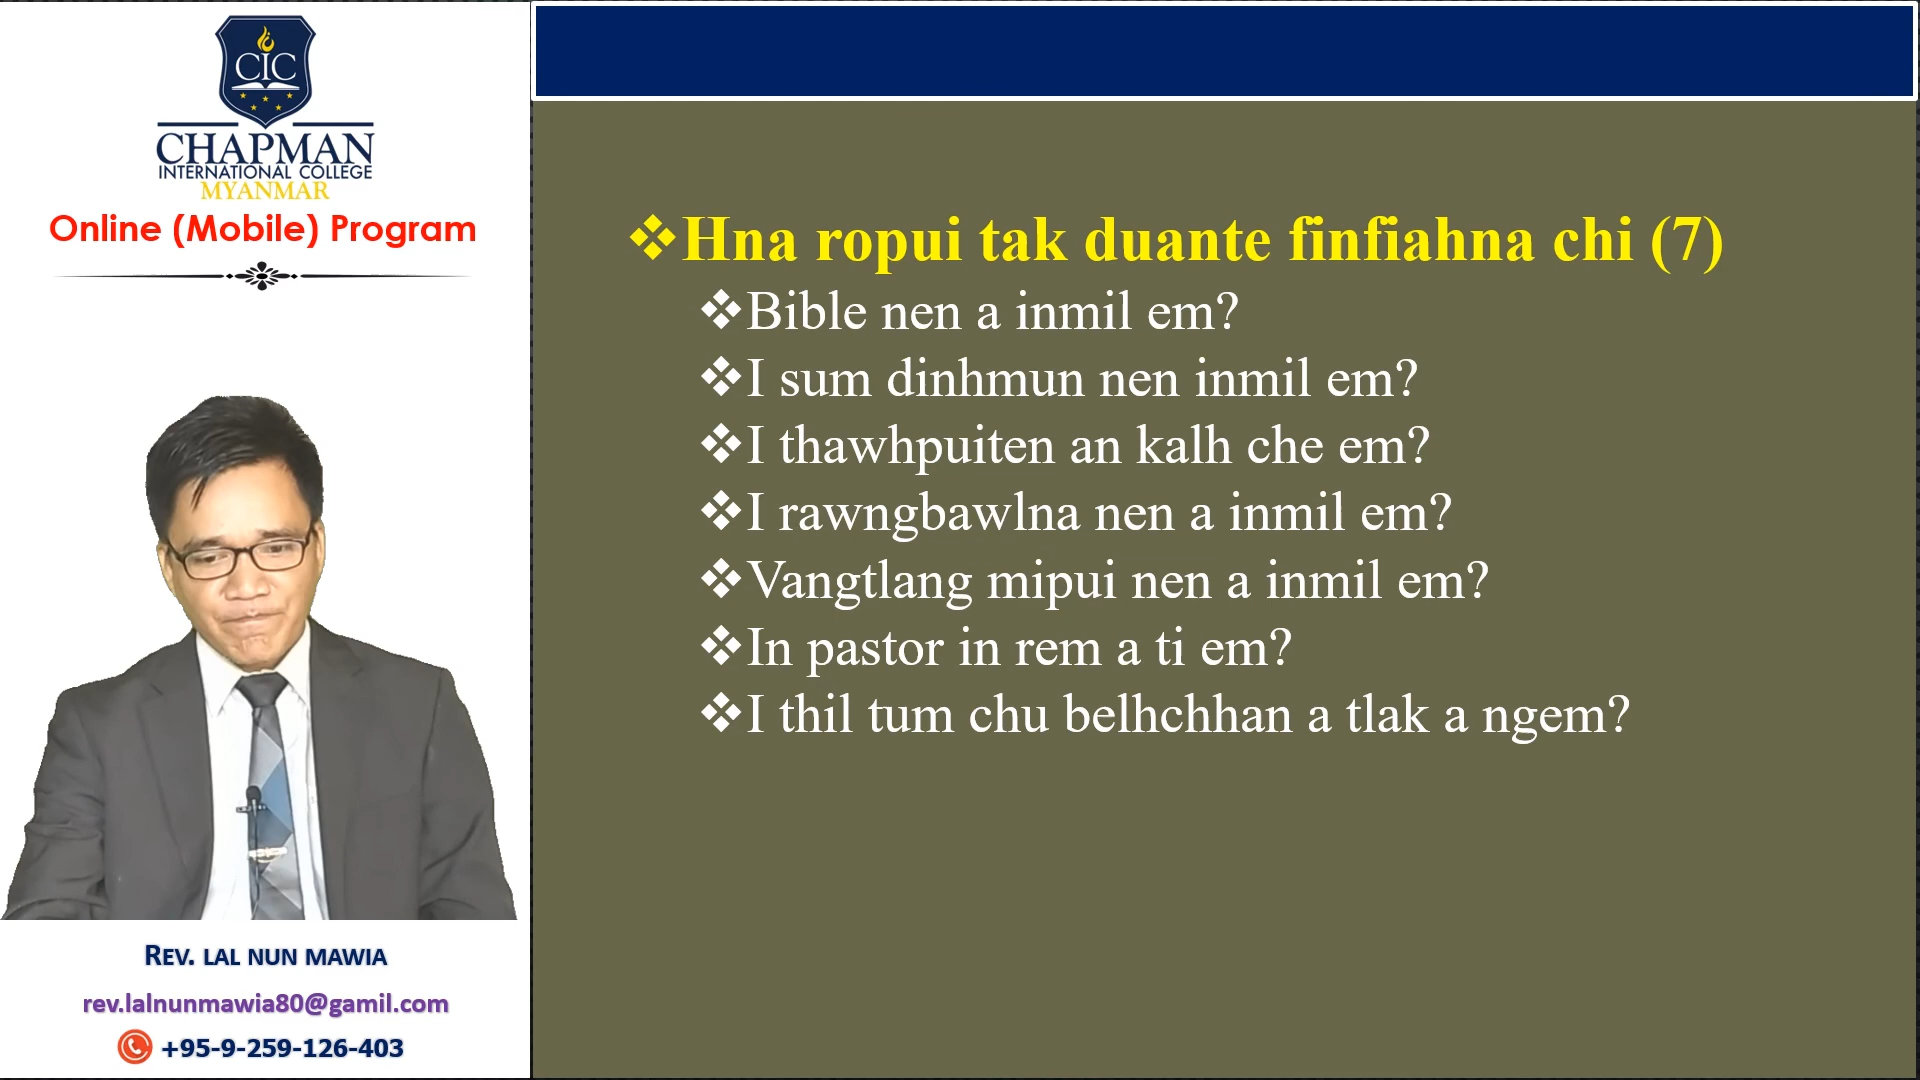 CIC
CHAPMAN
INTERNATIONAL COLLEGE
MYANMAR
Online (Mobile) Program
REV. LAL NUN MAWIA
rev.lalnunmawia80@gamil.com
+95-9-259-126-403
❖Hna ropui tak duante finfiahna chi (7)
❖Bible nen a inmil em?
❖I sum dinhmun nen inmil em?
❖I thawhpuiten an kalh che em?
❖I rawngbawlna nen a inmil em?
❖Vangtlang mipui nen a inmil em?
❖In pastor in rem a ti em?
❖I thil tum chu belhchhan a tlak a ngem?